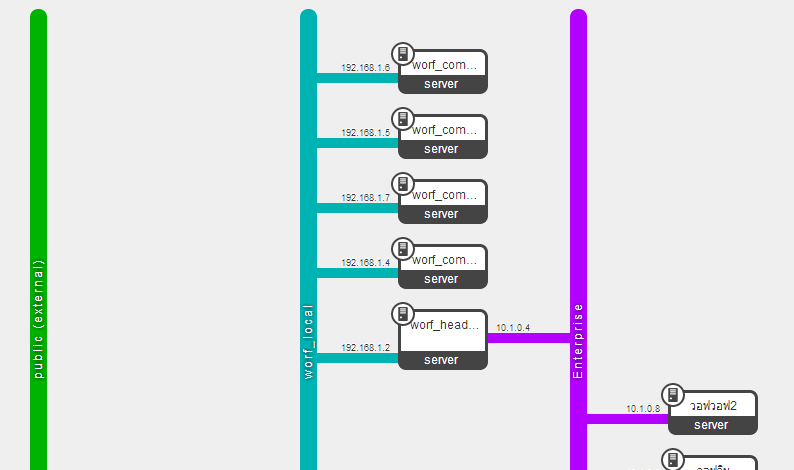 public (external)
worf_local
Enterprise
192.168.1.6
worf_com...
server
192.168.1.5
worf_com...
server
192.168.1.7
worf_com...
server
192.168.1.4
worf_com...
server
192.168.1.2
worf_head...
server
10.1.0.4
10.1.0.8
วอฟวอฟ2
server